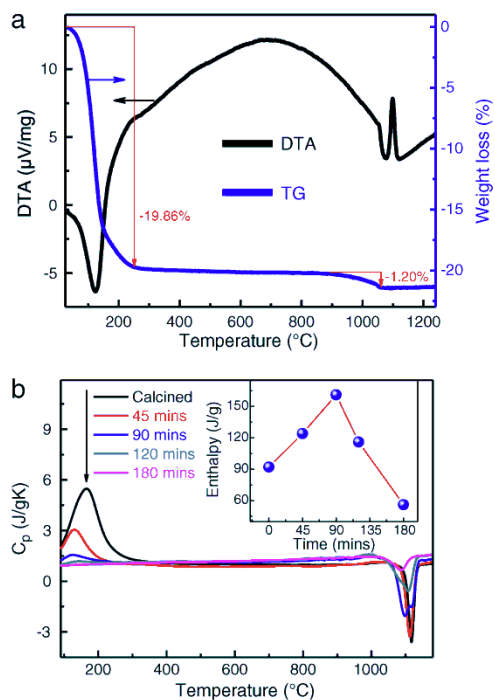 a
DTA (μV/mg)
10
5
0
-5
DTA
TG
-19.86%
-1.20%
0
-5
-10
-15
-20
Weight loss (%)
200 400 600 800 1000 1200
Temperature (°C)
b
Cp (J/gK)
9
6
3
0
-3
Calcined
45 mins
90 mins
120 mins
180 mins
Enthalpy (J/g)
150
120
90
60
0 45 90 135 180
Time (mins)
200 400 600 800 1000
Temperature (°C)